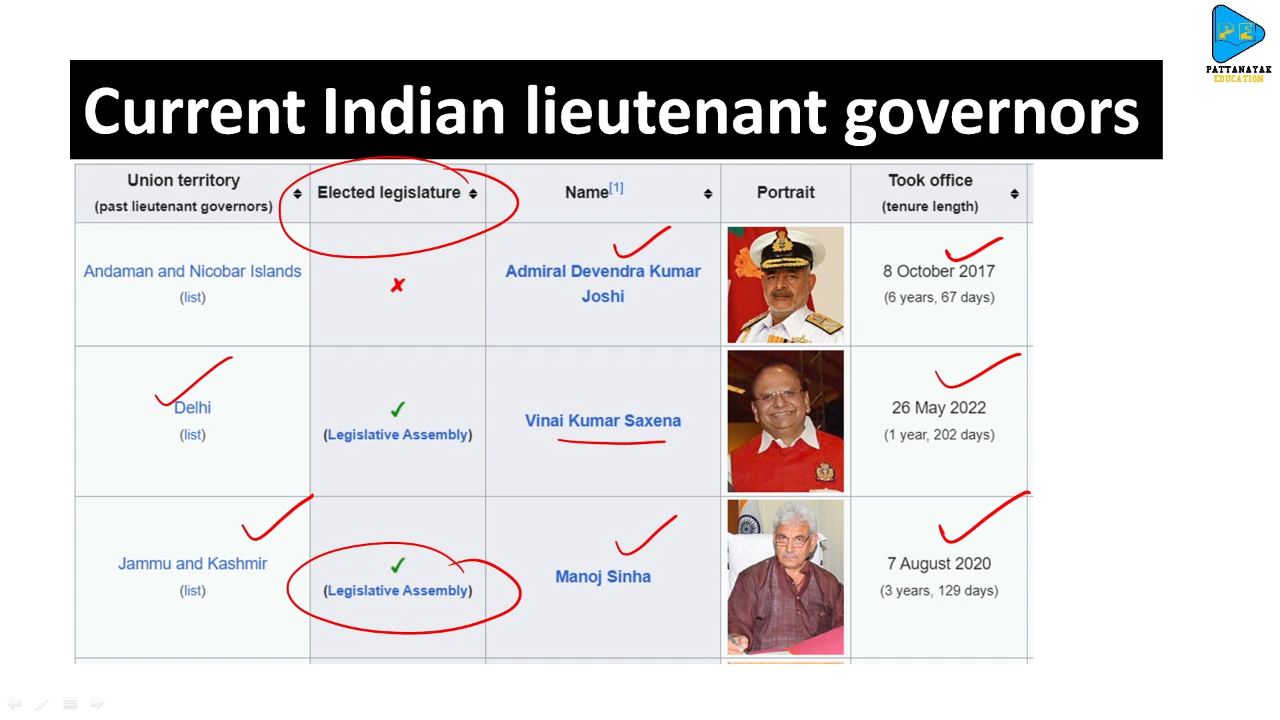 PE
PATTANAYAK
EDUCATION
Current Indian lieutenant governors
Union territory
(past lieutenant governors)
Elected legislature
Name[1]
Portrait
Took office
(tenure length)
Andaman and Nicobar Islands
(list)
✗
Admiral Devendra Kumar
Joshi
8 October 2017
(6 years, 67 days)
Delhi
(list)
✓
(Legislative Assembly)
Vinai Kumar Saxena
26 May 2022
(1 year, 202 days)
Jammu and Kashmir
(list)
✓
(Legislative Assembly)
Manoj Sinha
7 August 2020
(3 years, 129 days)